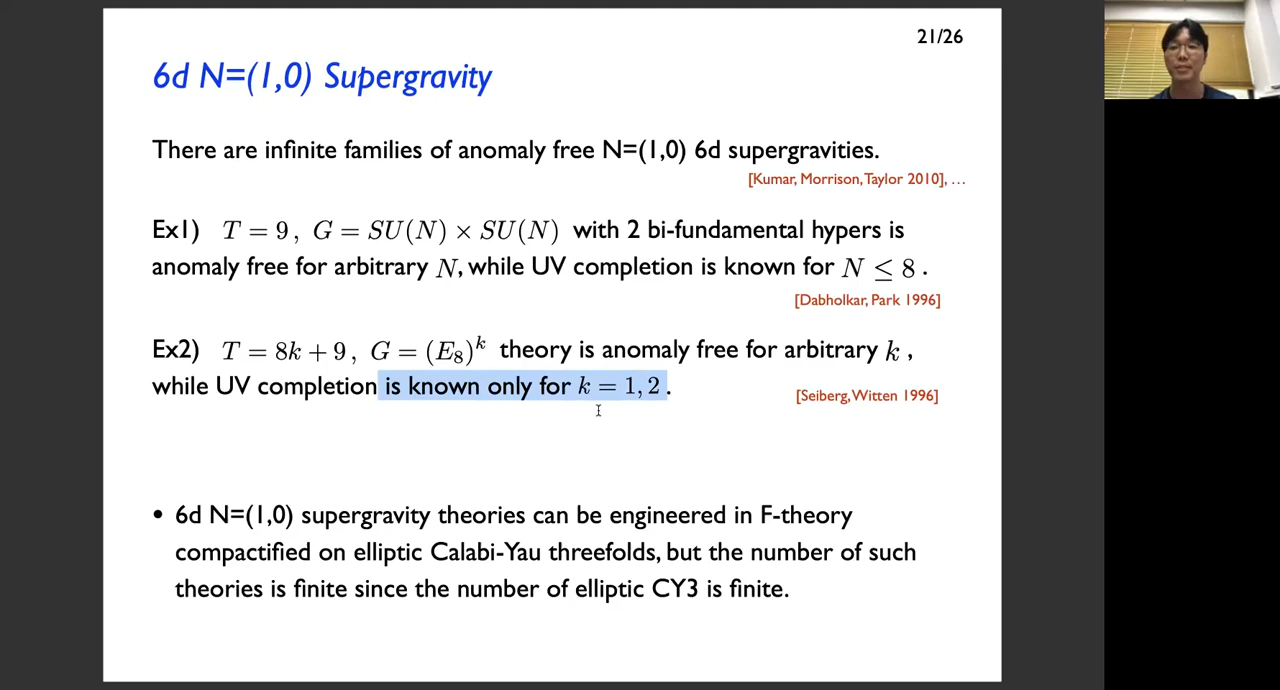 21/26
6d N=(1,0) Supergravity
There are infinite families of anomaly free N=(1,0) 6d supergravities.
[Kumar, Morrison, Taylor 2010], …
Ex1) T = 9, G = SU(N) × SU(N) with 2 bi-fundamental hypers is
anomaly free for arbitrary N, while UV completion is known for N ≤ 8.
[Dabholkar, Park 1996]
Ex2) T = 8k + 9, G = (E₈)ᵏ theory is anomaly free for arbitrary k,
while UV completion is known only for k = 1, 2.
[Seiberg, Witten 1996]
• 6d N=(1,0) supergravity theories can be engineered in F-theory
compactified on elliptic Calabi-Yau threefolds, but the number of such
theories is finite since the number of elliptic CY3 is finite.